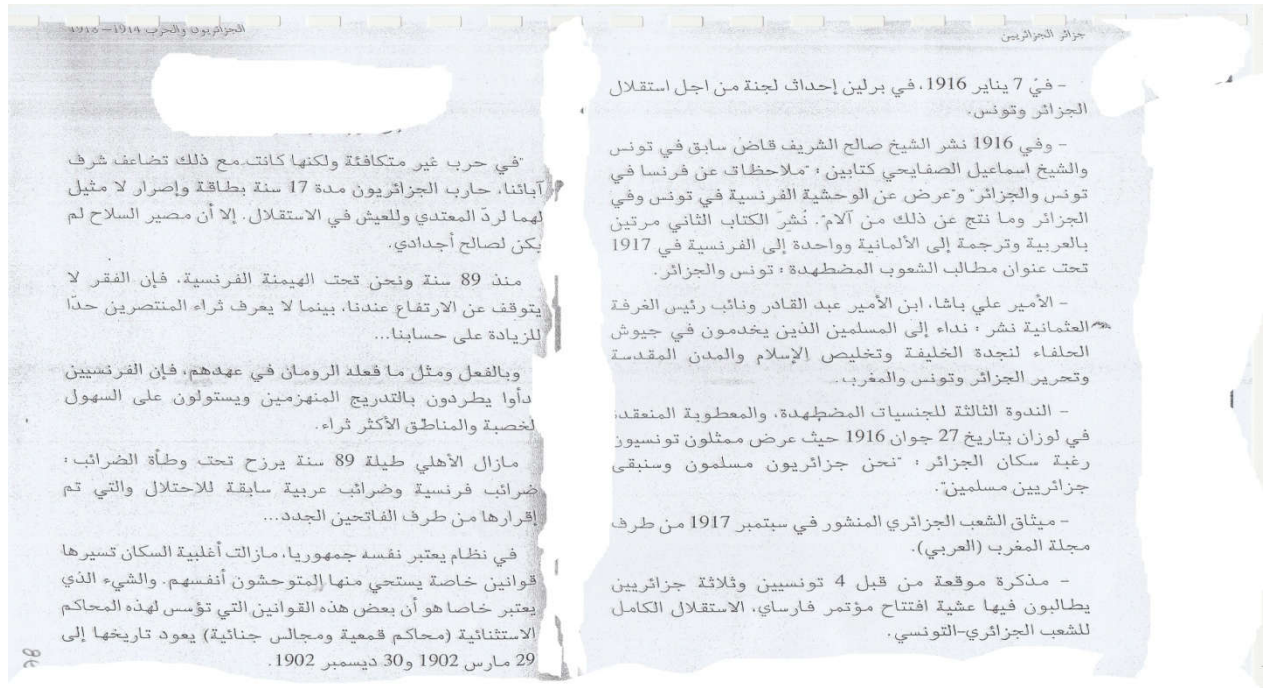 جزائر الجزائريين
– في 7 يناير 1916، في برلين إحداث لجنة من اجل استقلال
الجزائر وتونس.
– وفي 1916 نشر الشيخ صالح الشريف قاض سابق في تونس
والشيخ اسماعيل الصفايحي كتابين : "ملاحظات عن فرنسا في
تونس والجزائر" و"عرض عن الوحشية الفرنسية في تونس وفي
الجزائر وما نتج عن ذلك من آلام". نُشِرَ الكتاب الثاني مرتين
بالعربية وترجمة إلى الألمانية وواحدة إلى الفرنسية في 1917
تحت عنوان مطالب الشعوب المضطهدة : تونس والجزائر.
– الأمير علي باشا، ابن الأمير عبد القادر ونائب رئيس الغرفة
العثمانية نشر : نداء إلى المسلمين الذين يخدمون في جيوش
الحلفاء لنجدة الخليفة وتخليص الإسلام والمدن المقدسة
وتحرير الجزائر وتونس والمغرب.
– الندوة الثالثة للجنسيات المضطهدة، والمعطوبة المنعقدة
في لوزان بتاريخ 27 جوان 1916 حيث عرض ممثلون تونسيون
رغبة سكان الجزائر : "نحن جزائريون مسلمون وسنبقى
جزائريين مسلمين".
– ميثاق الشعب الجزائري المنشور في سبتمبر 1917 من طرف
مجلة المغرب (العربي).
– مذكرة موقعة من قبل 4 تونسيين وثلاثة جزائريين
يطالبون فيها عشية افتتاح مؤتمر فارساي، الاستقلال الكامل
للشعب الجزائري-التونسي.
الجزائريون والحرب 1914–1918
"في حرب غير متكافئة ولكنها كانت مع ذلك تضاعف شرف
آبائنا، حارب الجزائريون مدة 17 سنة بطاقة وإصرار لا مثيل
لهما لردّ المعتدي وللعيش في الاستقلال. إلا أن مصير السلاح لم
يكن لصالح أجدادي.
منذ 89 سنة ونحن تحت الهيمنة الفرنسية، فإن الفقر لا
يتوقف عن الارتفاع عندنا، بينما لا يعرف ثراء المنتصرين حدّا
للزيادة على حسابنا...
وبالفعل ومثل ما فعله الرومان في عهدهم، فإن الفرنسيين
دأوا يطردون بالتدريج المنهزمين ويستولون على السهول
لخصبة والمناطق الأكثر ثراء.
مازال الأهلي طيلة 89 سنة يرزح تحت وطأة الضرائب :
ضرائب فرنسية وضرائب عربية سابقة للاحتلال والتي تم
إقرارها من طرف الفاتحين الجدد...
في نظام يعتبر نفسه جمهوريا، مازالت أغلبية السكان تسيرها
قوانين خاصة يستحي منها المتوحشون أنفسهم. والشيء الذي
يعتبر خاصا هو أن بعض هذه القوانين التي تؤسس لهذه المحاكم
الاستثنائية (محاكم قمعية ومجالس جنائية) يعود تاريخها إلى
29 مارس 1902 و30 ديسمبر 1902.